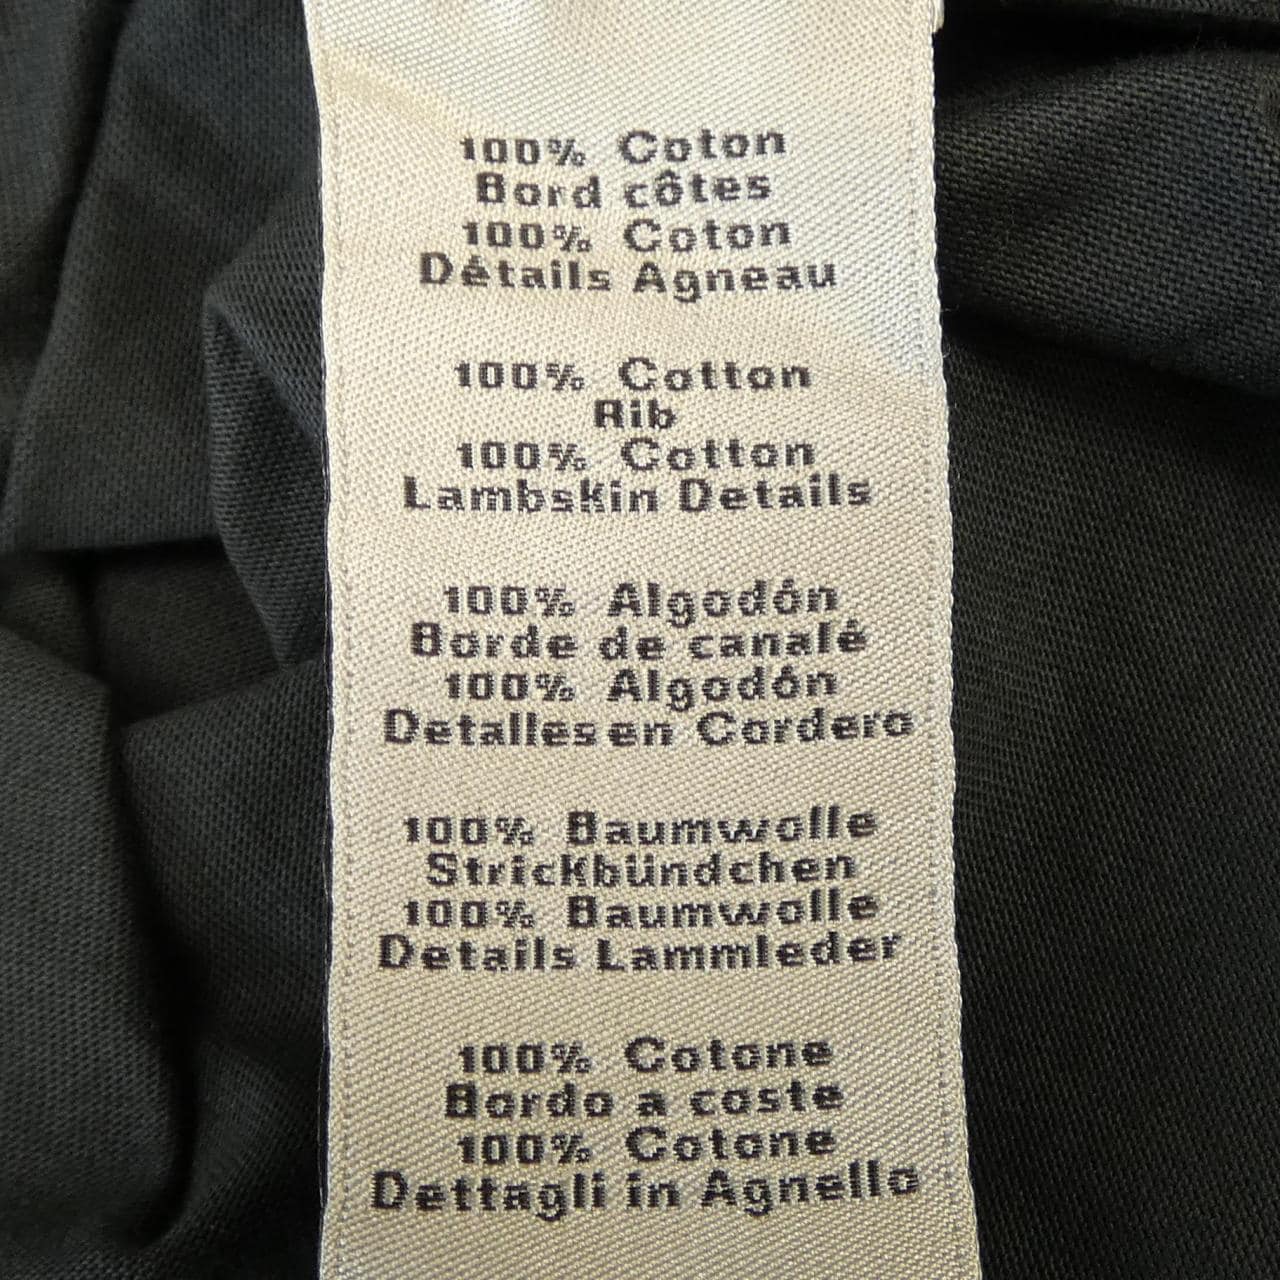 100% Coton
Bord côtes
100% Coton
Détails Agneau
100% Cotton
Rib
100% Cotton
Lambskin Details
100% Algodón
Borde de canalé
100% Algodón
Detalles en Cordero
100% Baumwolle
Strickbündchen
100% Baumwolle
Details Lammleder
100% Cotone
Bordo a coste
100% Cotone
Dettagli in Agnello